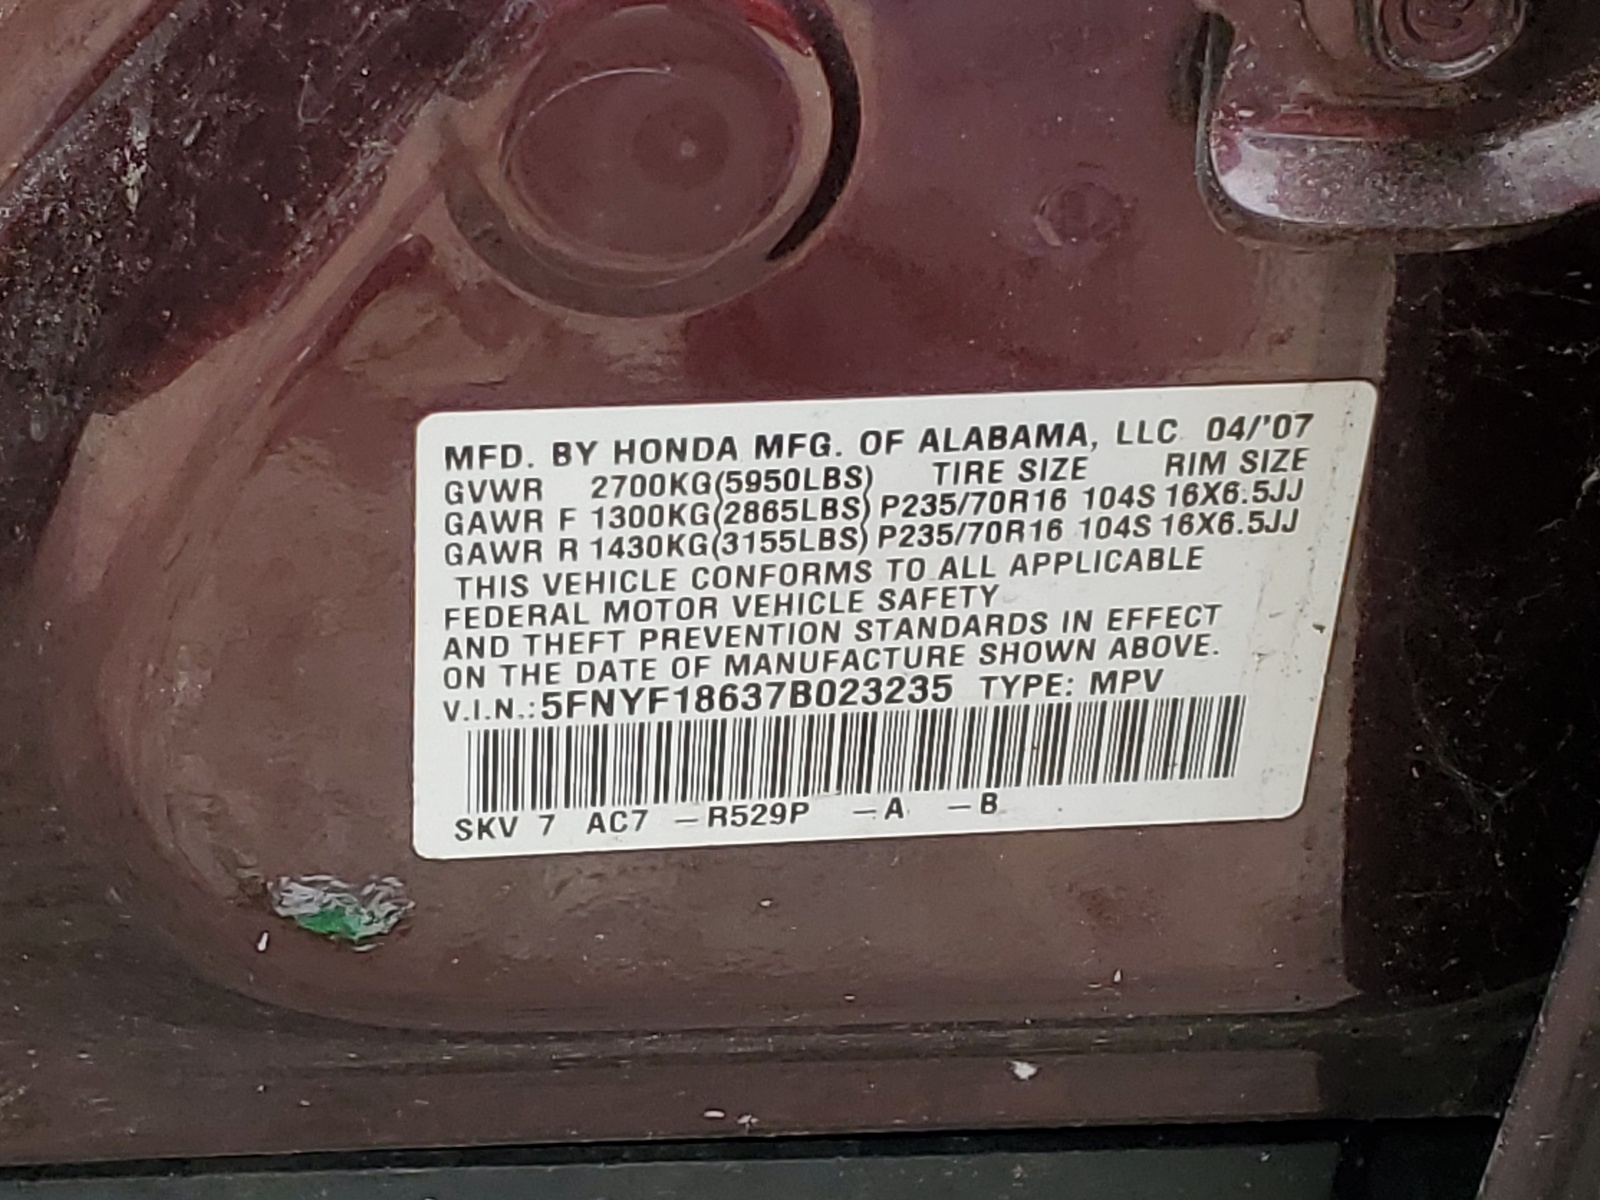 MFD. BY HONDA MFG. OF ALABAMA, LLC 04/'07
GVWR 2700KG(5950LBS) TIRE SIZE RIM SIZE
GAWR F 1300KG(2865LBS) P235/70R16 104S 16X6.5JJ
GAWR R 1430KG(3155LBS) P235/70R16 104S 16X6.5JJ
THIS VEHICLE CONFORMS TO ALL APPLICABLE
FEDERAL MOTOR VEHICLE SAFETY
AND THEFT PREVENTION STANDARDS IN EFFECT
ON THE DATE OF MANUFACTURE SHOWN ABOVE.
V.I.N.:5FNYF18637B023235 TYPE: MPV
SKV 7 AC7 -R529P -A -B